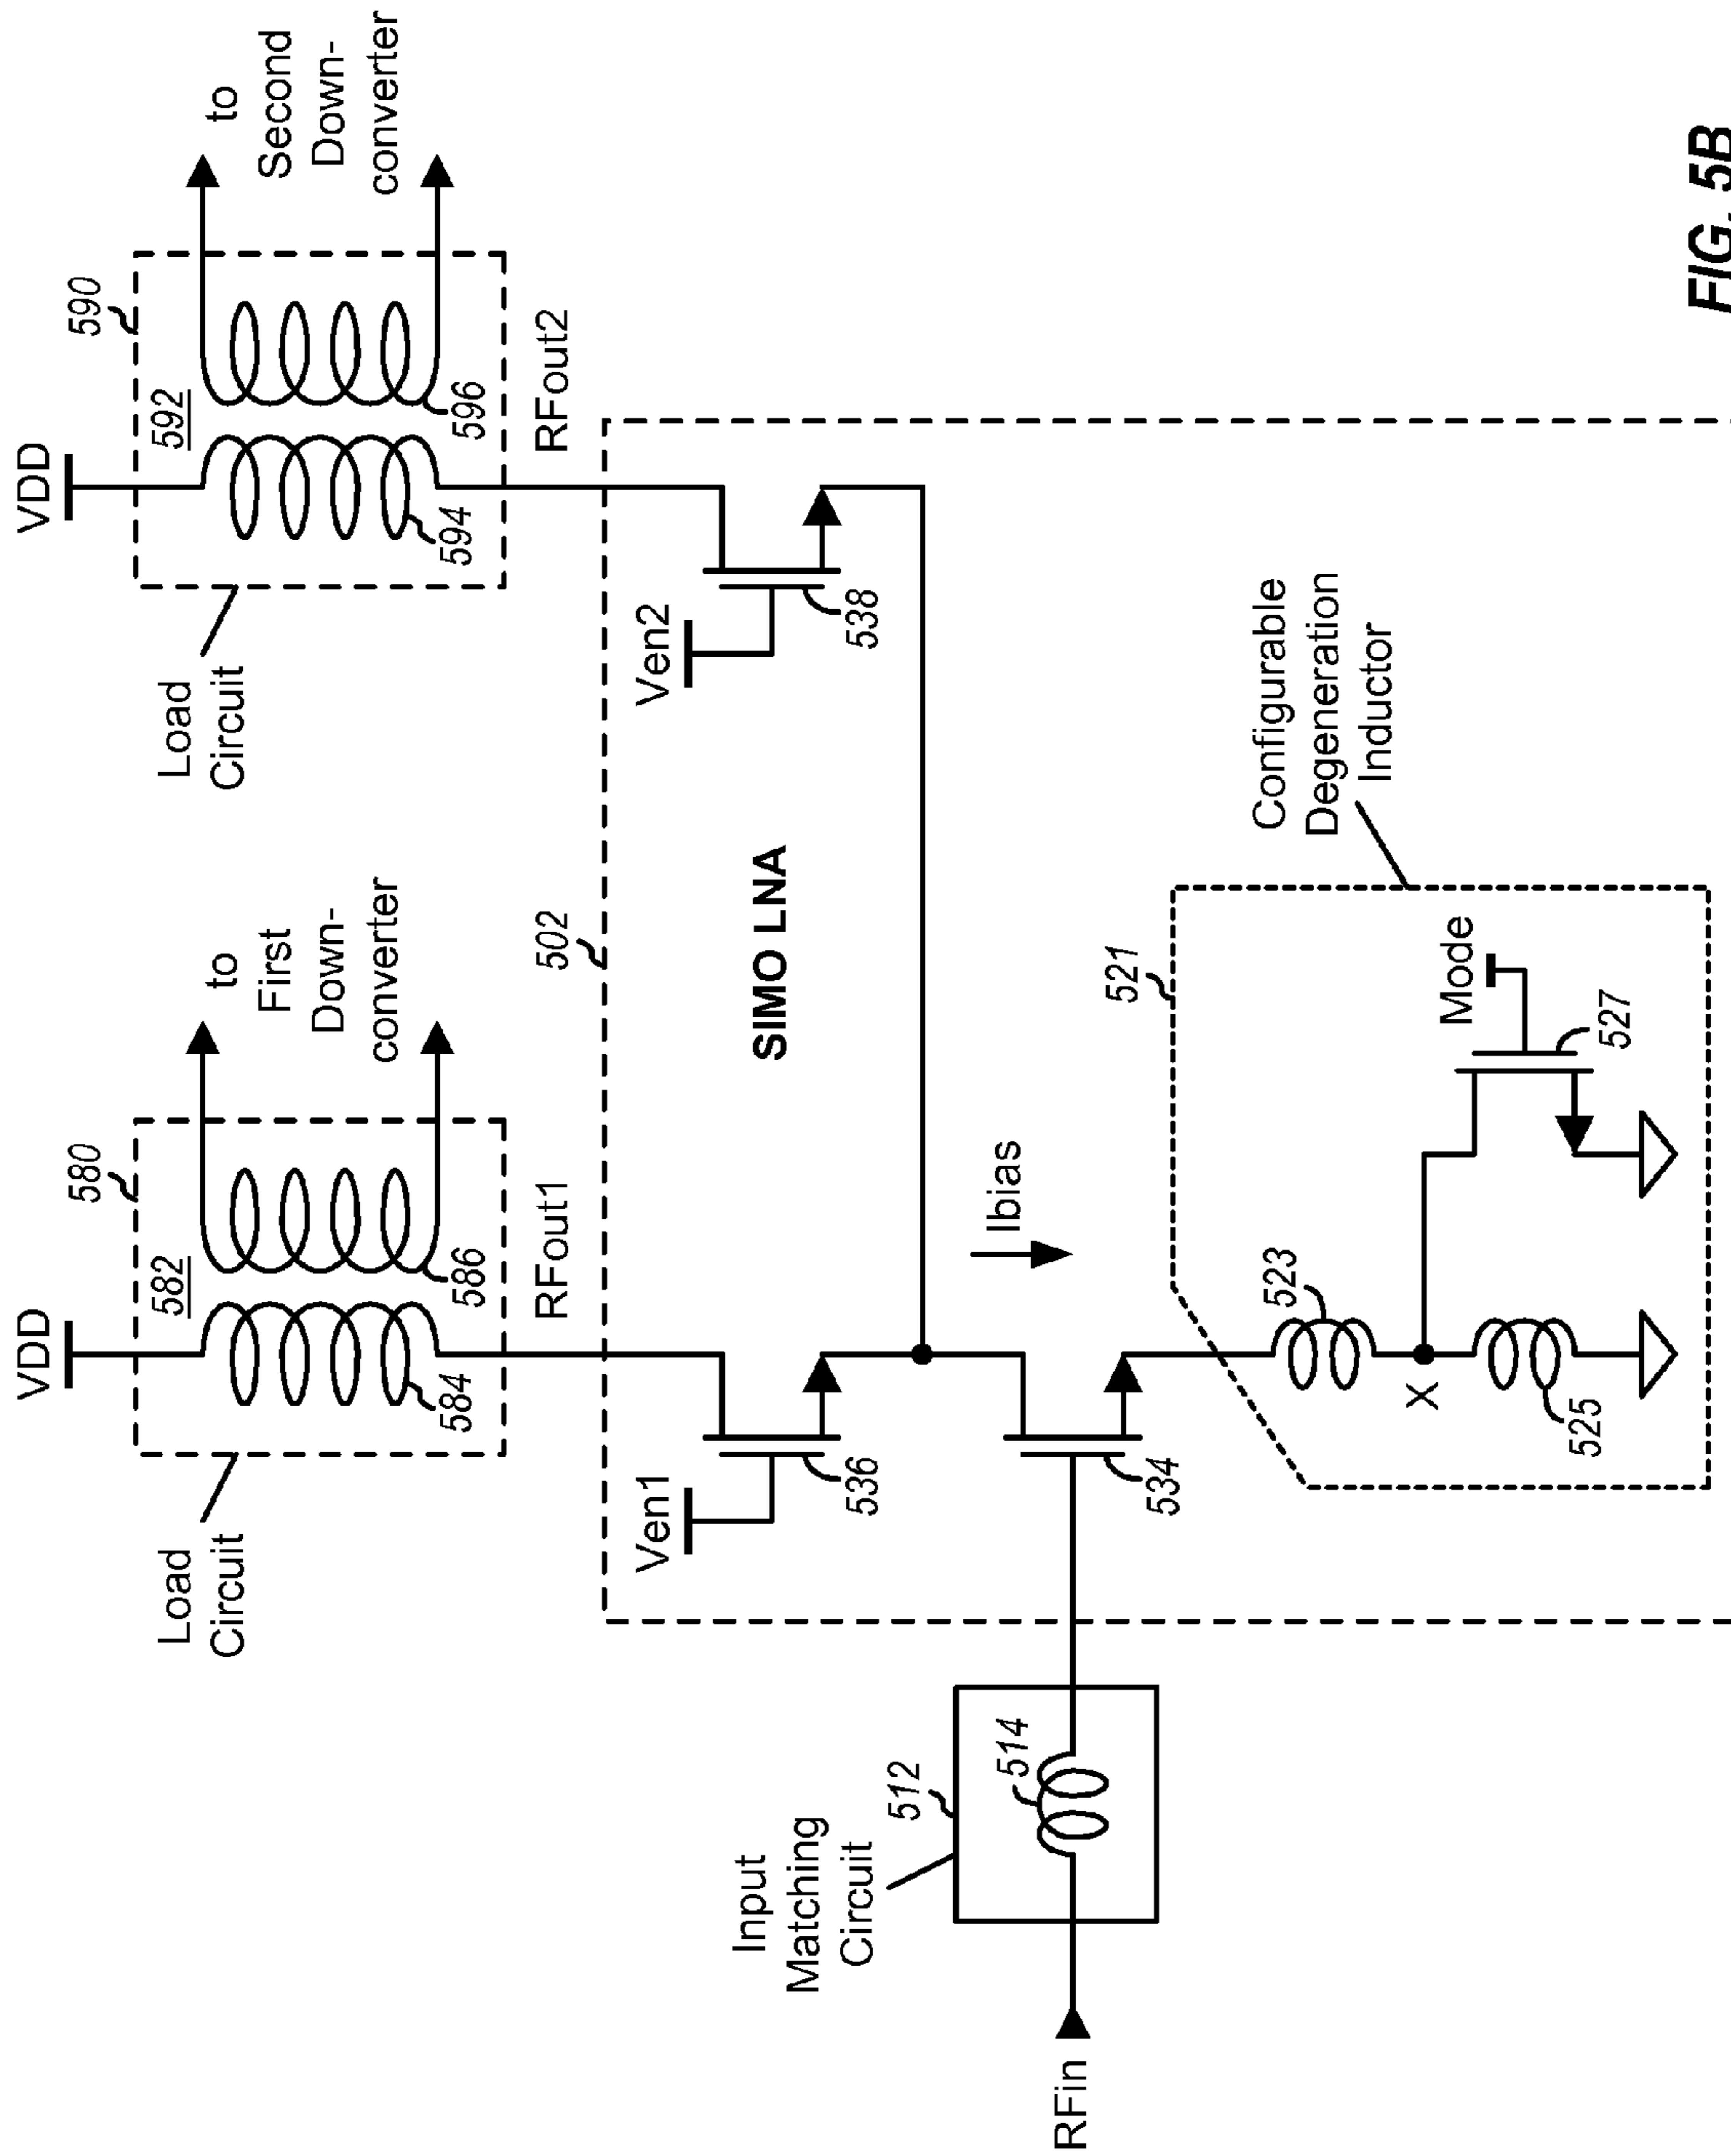 VDD
VDD
Load
Circuit
580
582
584
586
to
First
Down-
converter
Load
Circuit
590
592
594
596
to
Second
Down-
converter
RFout1
RFout2
502
Ven1
536
SIMO LNA
Ven2
538
Input
Matching
Circuit
512
514
RFin
534
Ibias
521
Configurable
Degeneration
Inductor
523
X
525
Mode
527
FIG. 5B